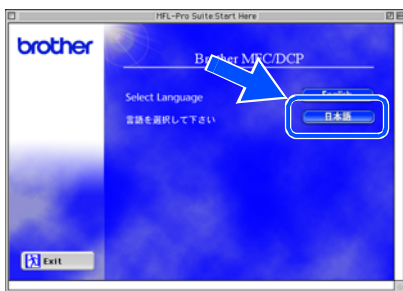 MFL-Pro Suite Start Here
brother
Brother MFC/DCP
Select Language
English
言語を選択して下さい
日本語
Exit